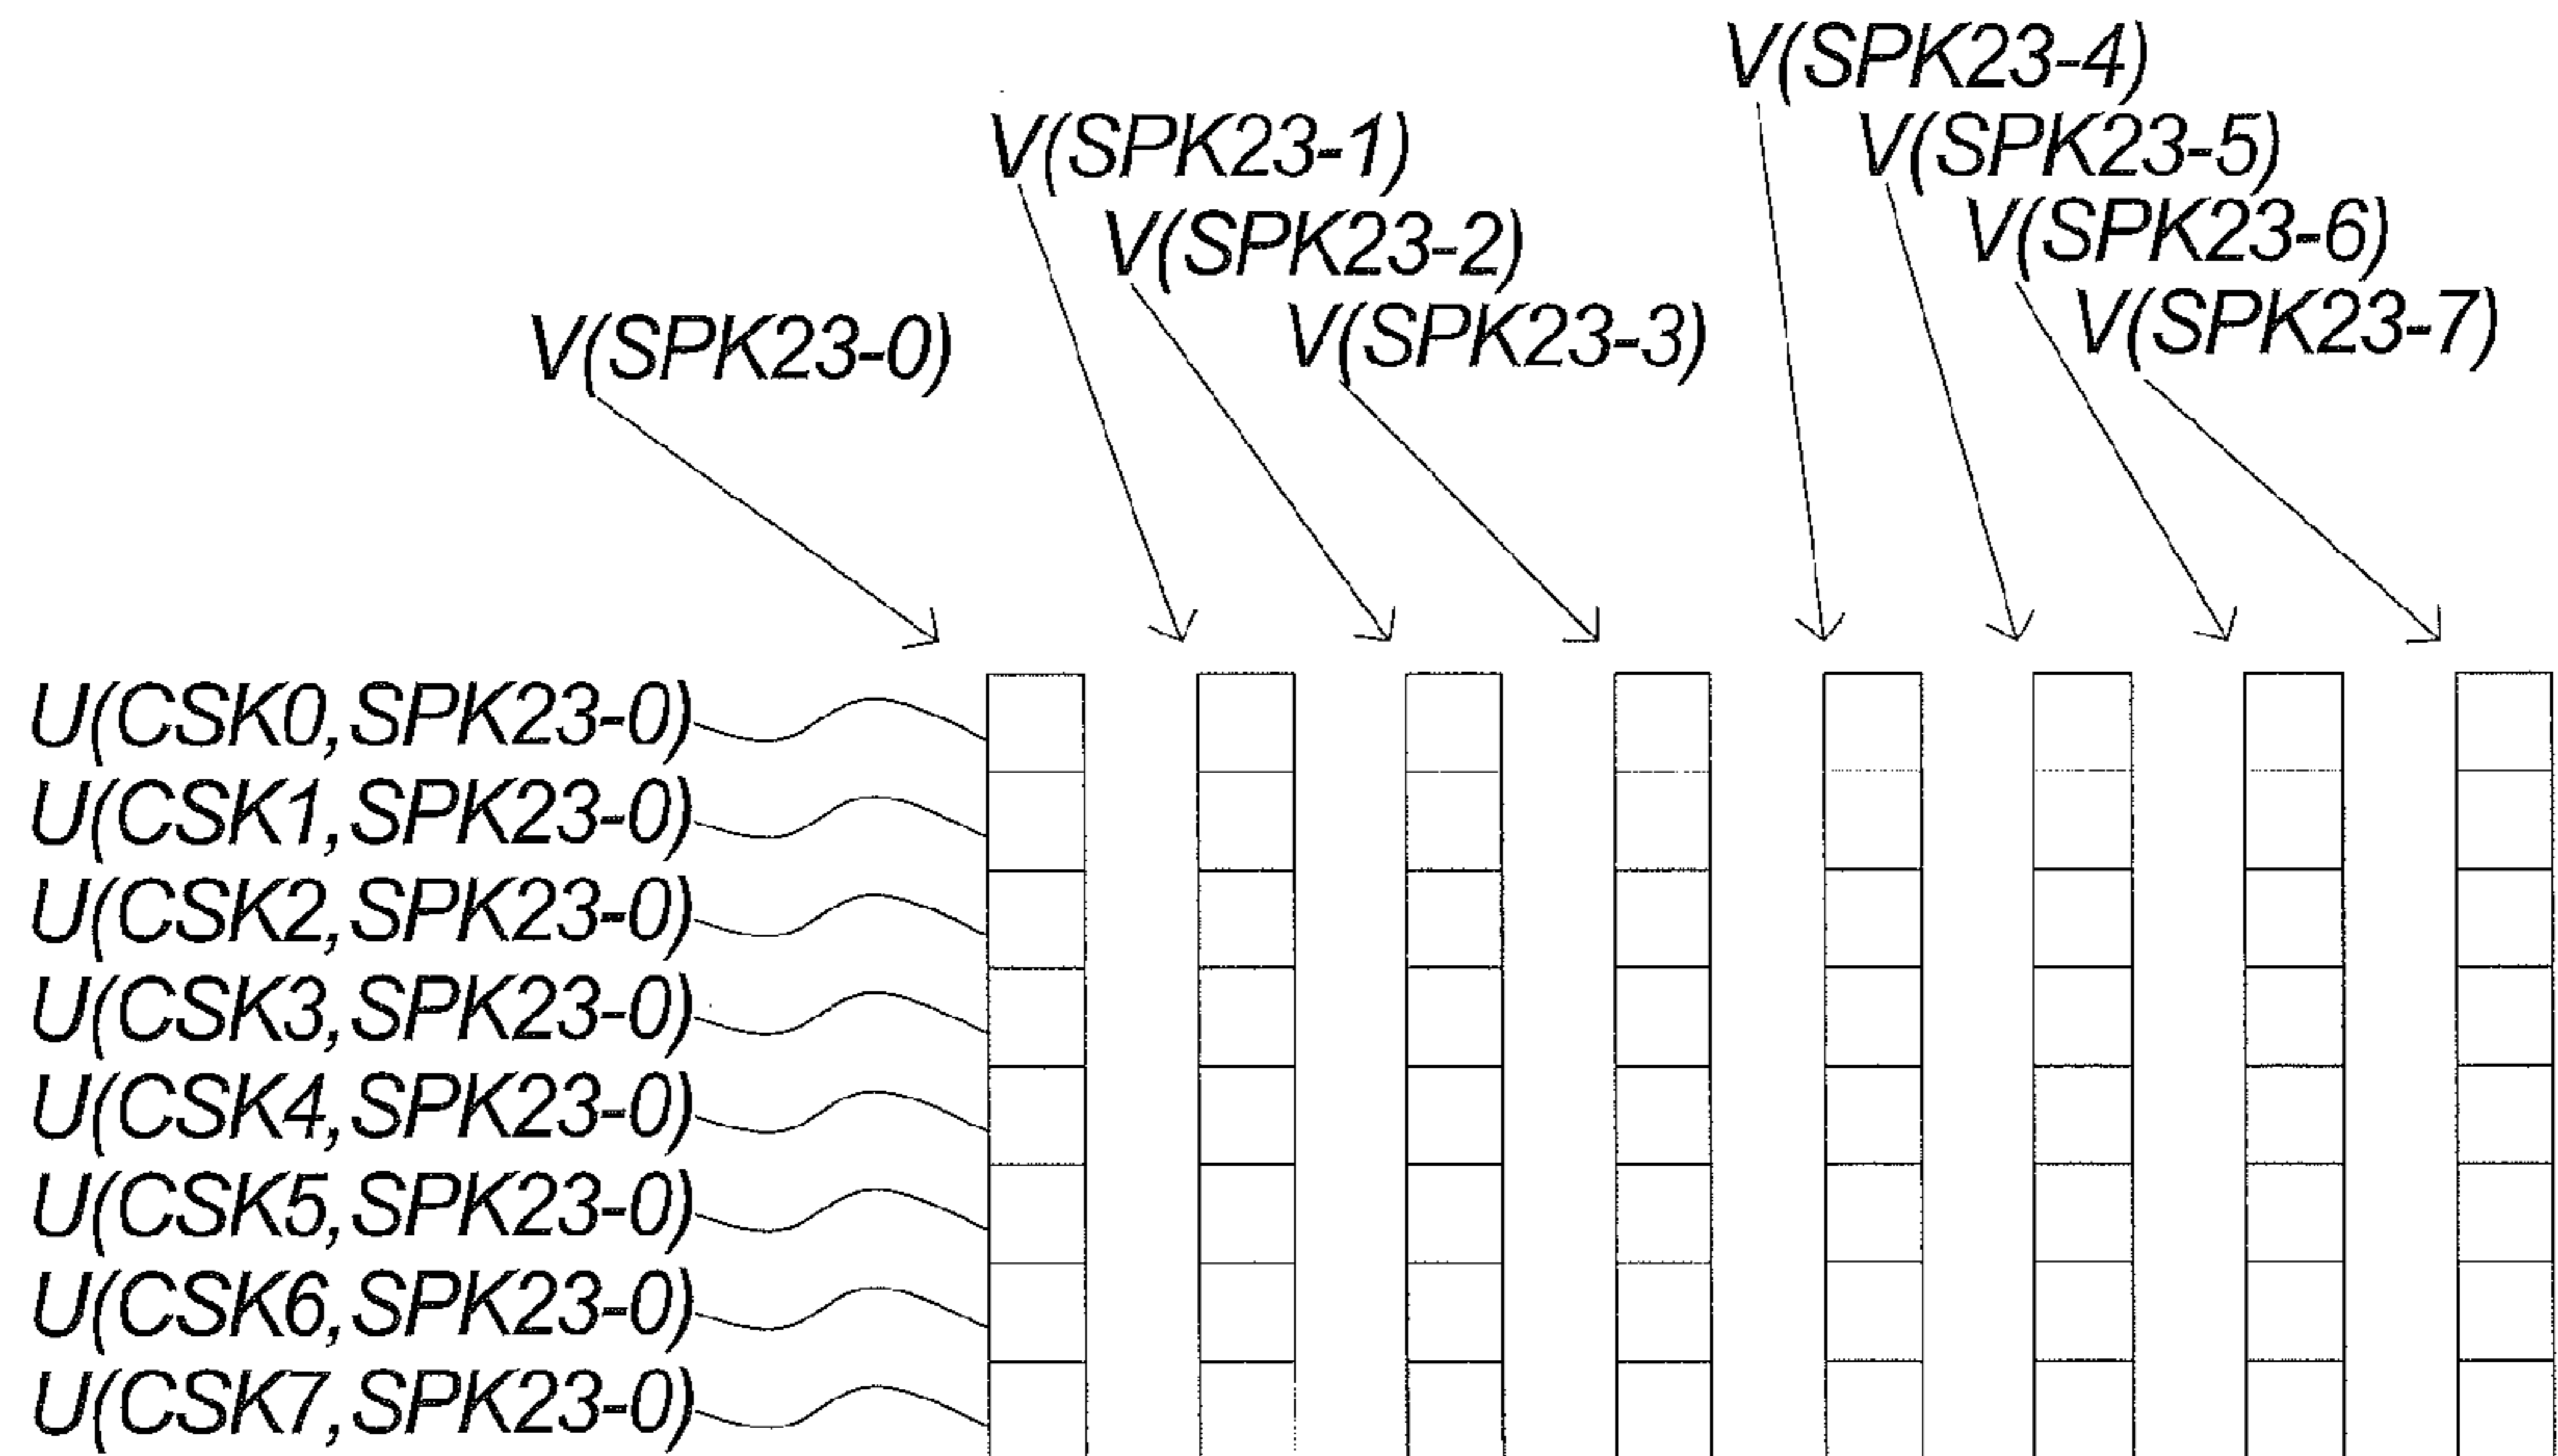 V(SPK23-4)
V(SPK23-1)
V(SPK23-5)
V(SPK23-2)
V(SPK23-6)
V(SPK23-0)
V(SPK23-3)
V(SPK23-7)
U(CSK0,SPK23-0)
U(CSK1,SPK23-0)
U(CSK2,SPK23-0)
U(CSK3,SPK23-0)
U(CSK4,SPK23-0)
U(CSK5,SPK23-0)
U(CSK6,SPK23-0)
U(CSK7,SPK23-0)